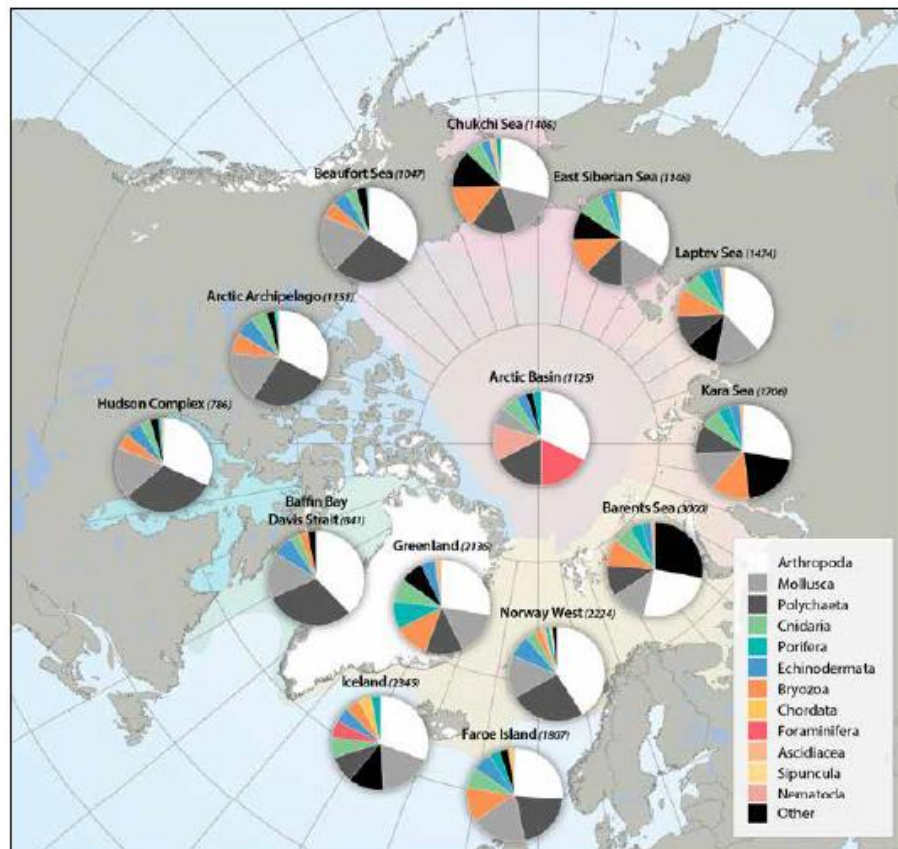 Chukchi Sea (1406)
Beaufort Sea (1047)
East Siberian Sea (1146)
Laptev Sea (1474)
Arctic Archipelago (1151)
Arctic Basin (1125)
Kara Sea (1706)
Hudson Complex (786)
Baffin Bay
Davis Strait (841)
Greenland (2136)
Barents Sea (3000)
Norway West (2224)
Iceland (2345)
Faroe Island (1807)
Arthropoda
Mollusca
Polychaeta
Cnidaria
Porifera
Echinodermata
Bryozoa
Chordata
Foraminifera
Ascidiacea
Sipuncula
Nematoda
Other